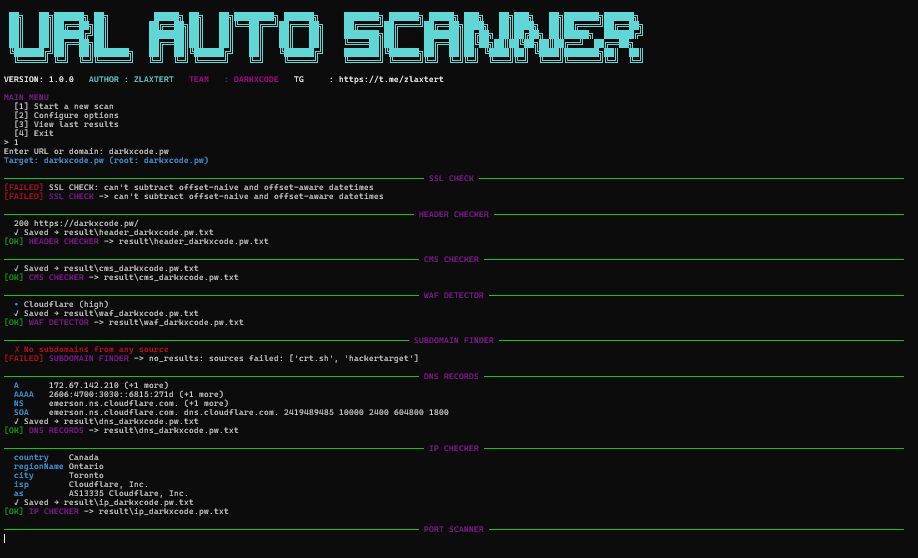 URL AUTO SCANNER
VERSION: 1.0.0 AUTHOR : ZLAXTERT TEAM : DARKXCODE TG : https://t.me/zlaxtert
MAIN MENU
[1] Start a new scan
[2] Configure options
[3] View last results
[4] Exit
> 1
Enter URL or domain: darkxcode.pw
Target: darkxcode.pw (root: darkxcode.pw)
SSL CHECK
[FAILED] SSL CHECK: can't subtract offset-naive and offset-aware datetimes
[FAILED] SSL CHECK -> can't subtract offset-naive and offset-aware datetimes
HEADER CHECKER
200 https://darkxcode.pw/
√ Saved → result\header_darkxcode.pw.txt
[OK] HEADER CHECKER -> result\header_darkxcode.pw.txt
CMS CHECKER
√ Saved → result\cms_darkxcode.pw.txt
[OK] CMS CHECKER -> result\cms_darkxcode.pw.txt
WAF DETECTOR
• Cloudflare (high)
√ Saved → result\waf_darkxcode.pw.txt
[OK] WAF DETECTOR -> result\waf_darkxcode.pw.txt
SUBDOMAIN FINDER
✗ No subdomains from any source
[FAILED] SUBDOMAIN FINDER -> no_results: sources failed: ['crt.sh', 'hackertarget']
DNS RECORDS
A 172.67.142.210 (+1 more)
AAAA 2606:4700:3030::6815:271d (+1 more)
NS emerson.ns.cloudflare.com. (+1 more)
SOA emerson.ns.cloudflare.com. dns.cloudflare.com. 2419489485 10000 2400 604800 1800
√ Saved → result\dns_darkxcode.pw.txt
[OK] DNS RECORDS -> result\dns_darkxcode.pw.txt
IP CHECKER
country Canada
regionName Ontario
city Toronto
isp Cloudflare, Inc.
as AS13335 Cloudflare, Inc.
√ Saved → result\ip_darkxcode.pw.txt
[OK] IP CHECKER -> result\ip_darkxcode.pw.txt
PORT SCANNER